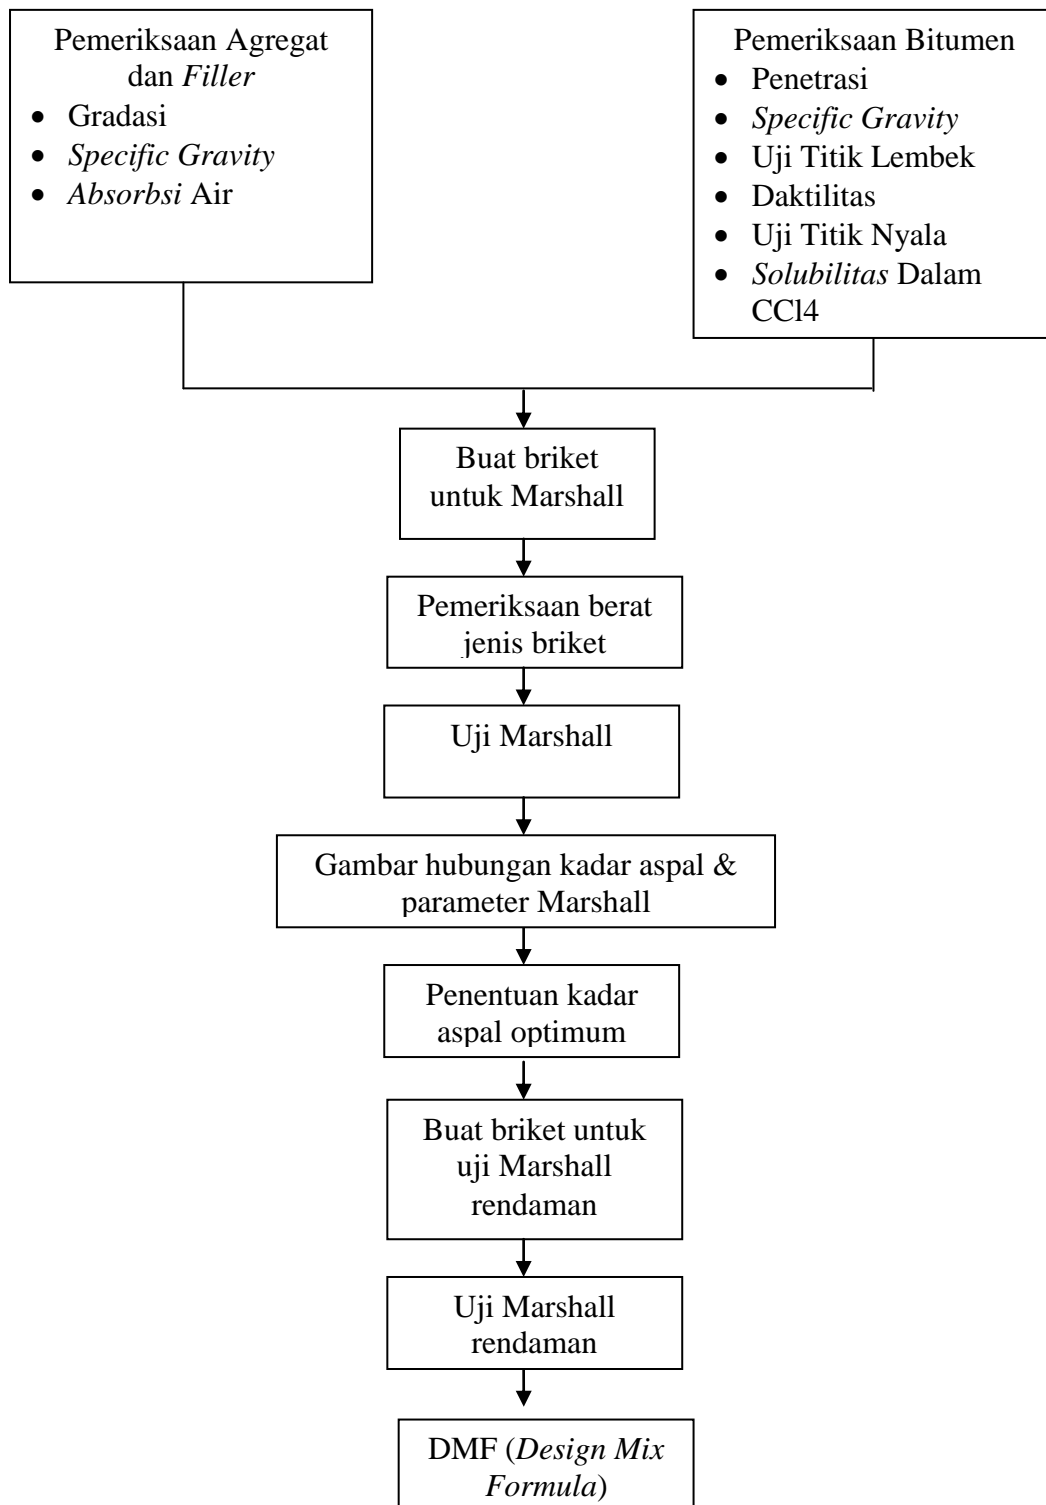 Pemeriksaan Agregat
dan Filler
• Gradasi
• Specific Gravity
• Absorbsi Air
Pemeriksaan Bitumen
• Penetrasi
• Specific Gravity
• Uji Titik Lembek
• Daktilitas
• Uji Titik Nyala
• Solubilitas Dalam
CCl4
Buat briket
untuk Marshall
Pemeriksaan berat
jenis briket
Uji Marshall
Gambar hubungan kadar aspal &
parameter Marshall
Penentuan kadar
aspal optimum
Buat briket untuk
uji Marshall
rendaman
Uji Marshall
rendaman
DMF (Design Mix
Formula)